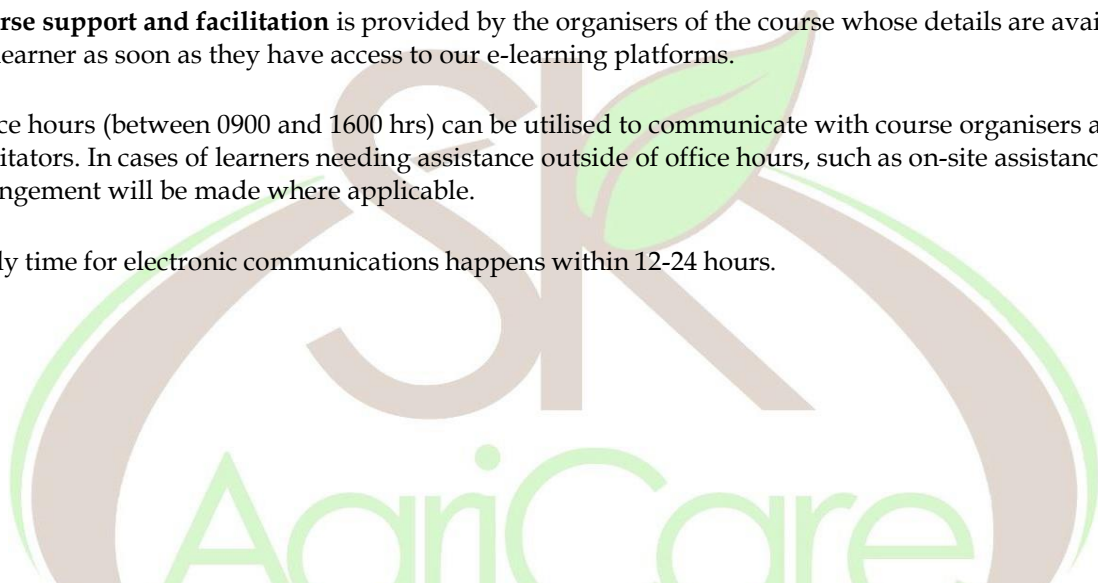 rse support and facilitation is provided by the organisers of the course whose details are avai
learner as soon as they have access to our e-learning platforms.
ce hours (between 0900 and 1600 hrs) can be utilised to communicate with course organisers a
itators. In cases of learners needing assistance outside of office hours, such as on-site assistanc
ngement will be made where applicable.
ly time for electronic communications happens within 12-24 hours.
SK
AgriCare